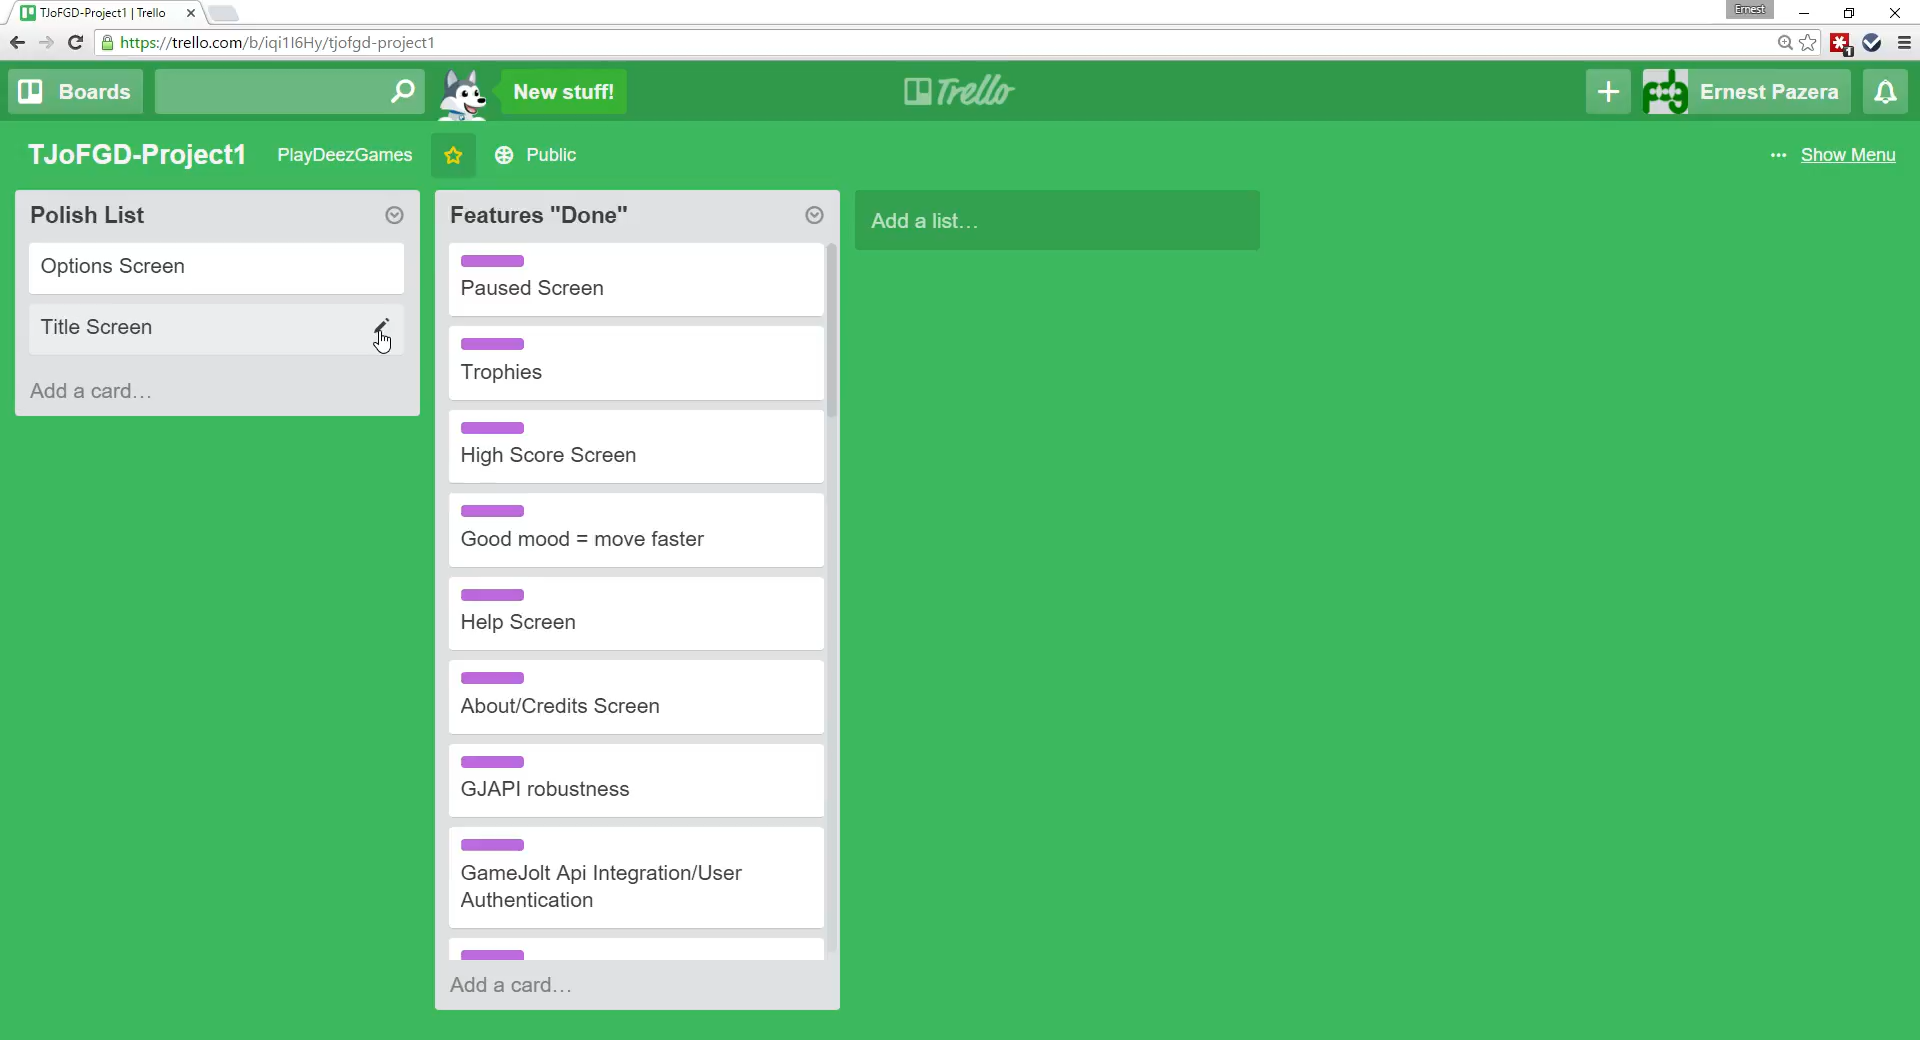 TJoFGD-Project1 | Trello
Ernest
https://trello.com/b/iqi1I6Hy/tjofgd-project1
1
Boards
New stuff!
Trello
Ernest Pazera
TJoFGD-Project1
PlayDeezGames
Public
Show Menu
Polish List
Options Screen
Title Screen
Add a card…
Features "Done"
Paused Screen
Trophies
High Score Screen
Good mood = move faster
Help Screen
About/Credits Screen
GJAPI robustness
GameJolt Api Integration/User
Authentication
Add a card…
Add a list…